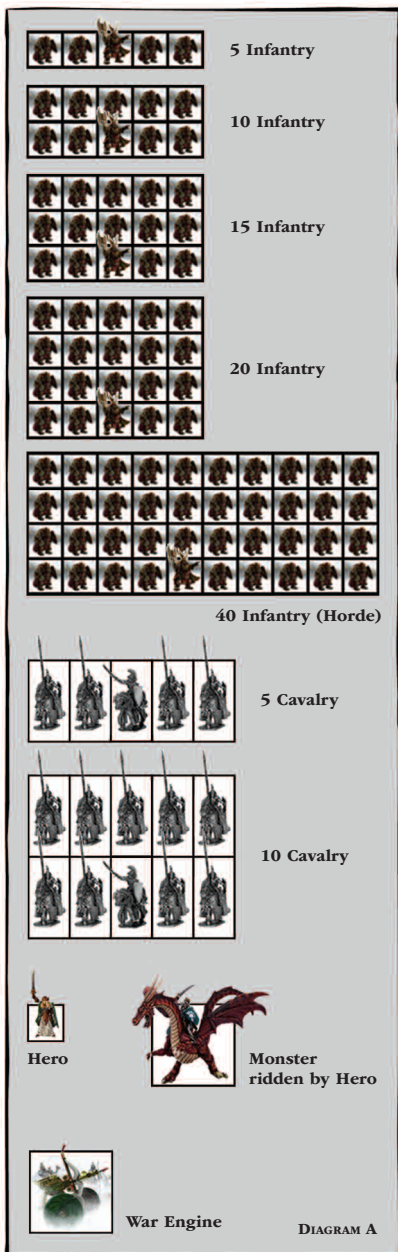 5 Infantry
10 Infantry
15 Infantry
20 Infantry
40 Infantry (Horde)
5 Cavalry
10 Cavalry
Hero
Monster
ridden by Hero
War Engine
DIAGRAM A